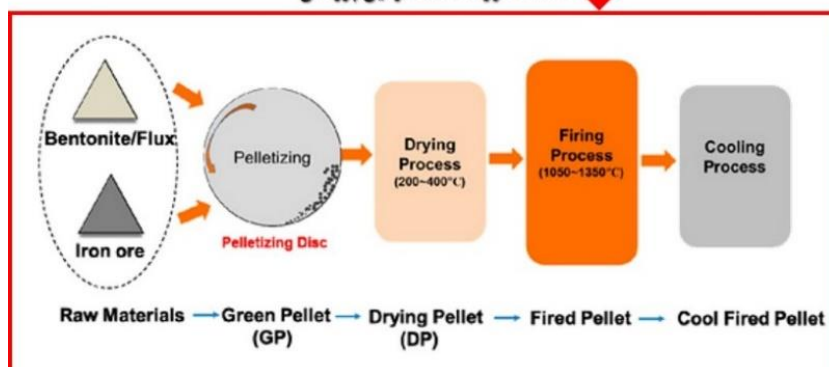 Bentonite/Flux
Iron ore
Pelletizing
Pelletizing Disc
Drying
Process
(200~400℃)
Firing
Process
(1050~1350℃)
Cooling
Process
Raw Materials
Green Pellet
(GP)
Drying Pellet
(DP)
Fired Pellet
Cool Fired Pellet